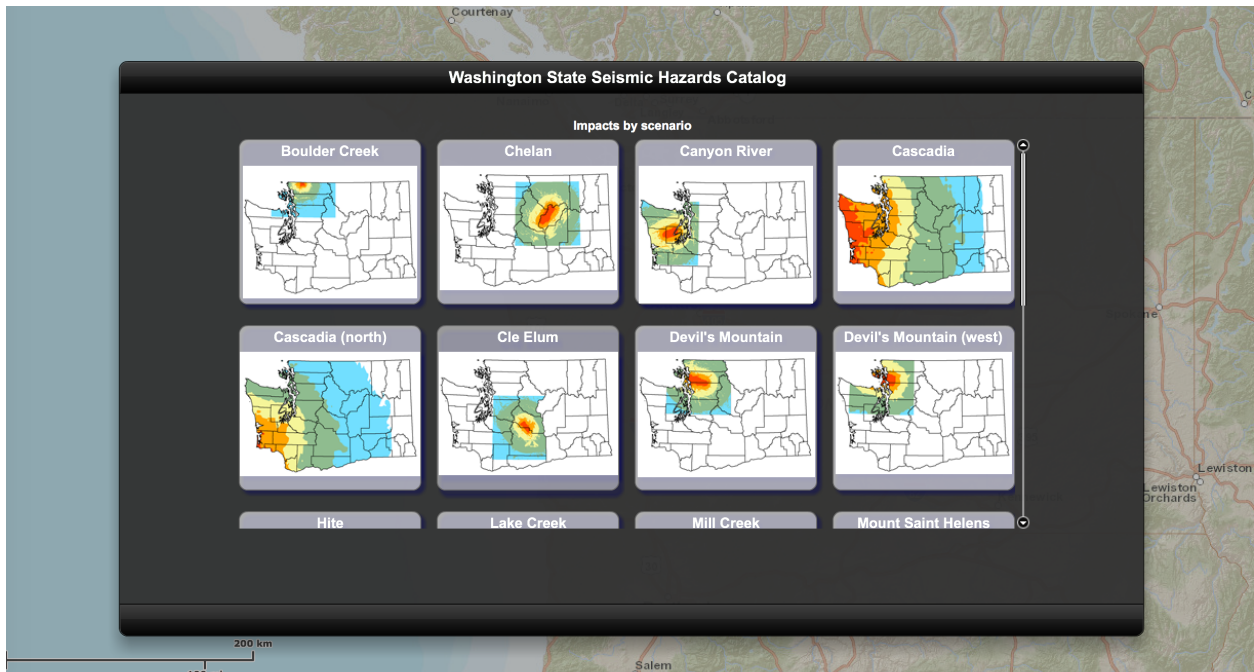 Courtenay
Washington State Seismic Hazards Catalog
Impacts by scenario
Boulder Creek
Chelan
Canyon River
Cascadia
Cascadia (north)
Cle Elum
Devil's Mountain
Devil's Mountain (west)
Hite
Lake Creek
Mill Creek
Mount Saint Helens
Lewiston
Lewiston
Orchards
200 km
Salem